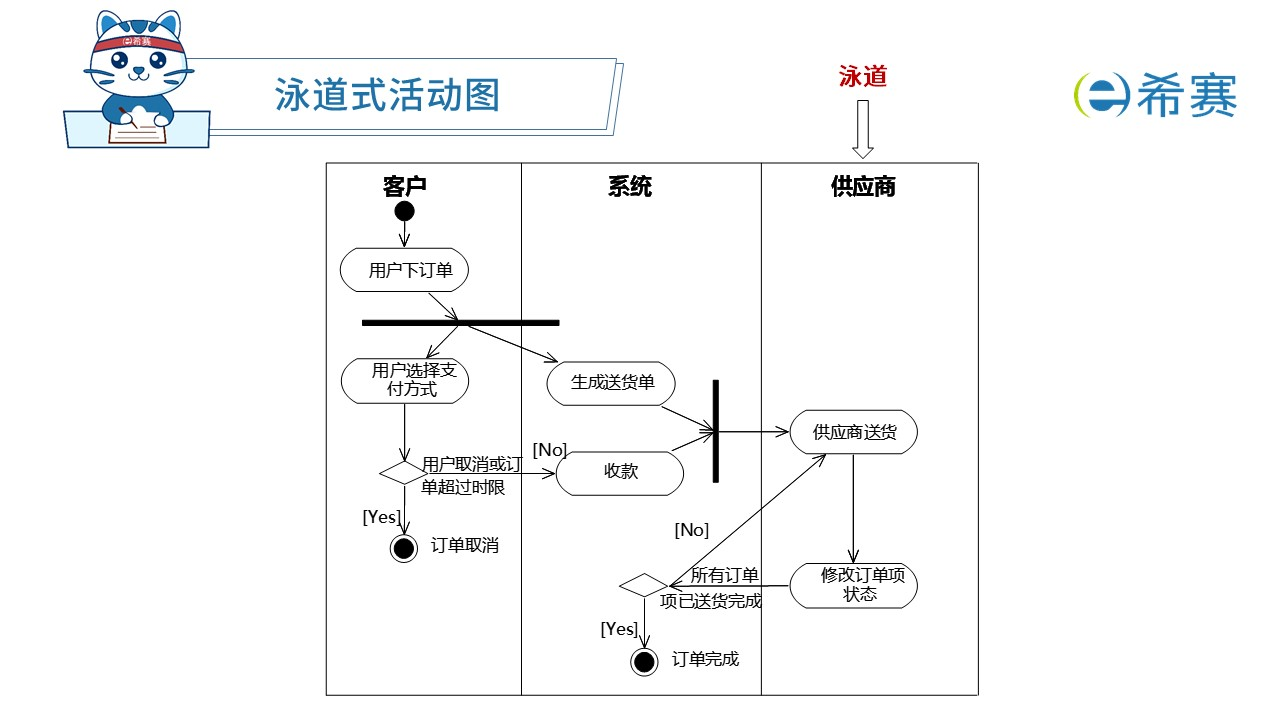 希赛
泳道式活动图
泳道
希赛
客户
系统
供应商
用户下订单
用户选择支
付方式
生成送货单
供应商送货
[No]
用户取消或订
单超过时限
收款
[Yes]
订单取消
[No]
所有订单
项已送货完成
修改订单项
状态
[Yes]
订单完成